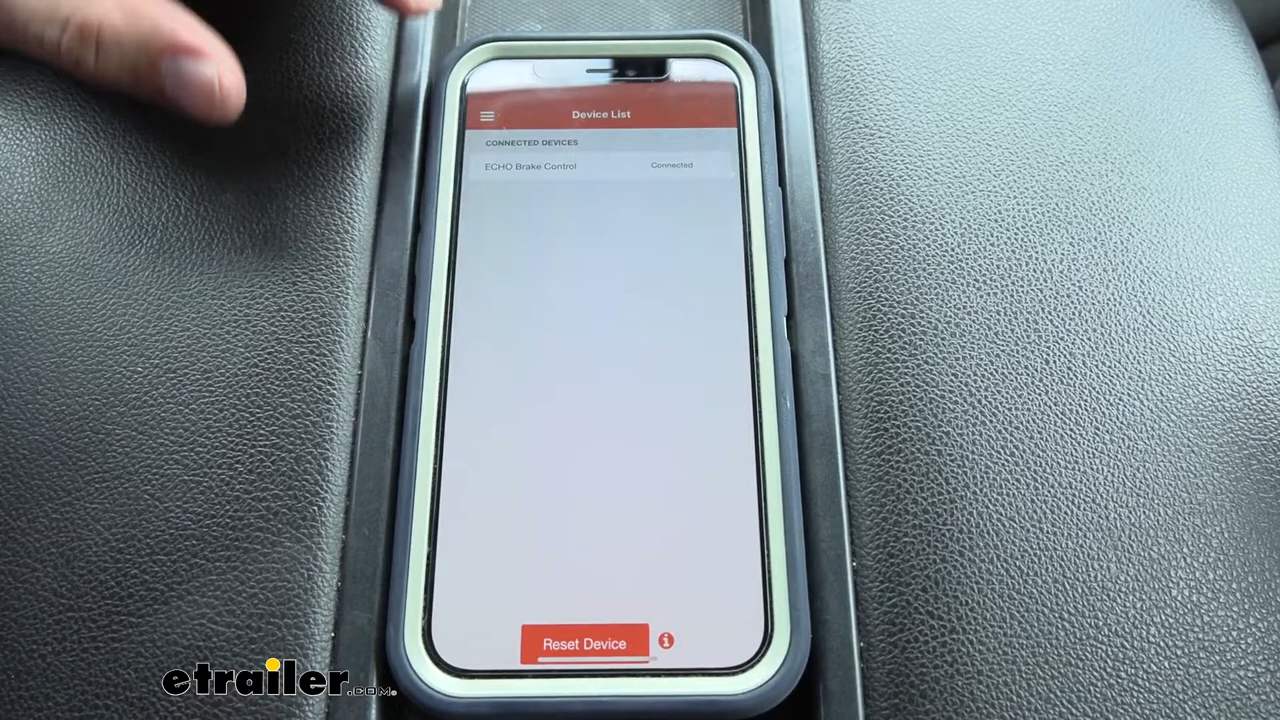 Device List
CONNECTED DEVICES
ECHO Brake Control Connected
Reset Device i
etrailer.com.